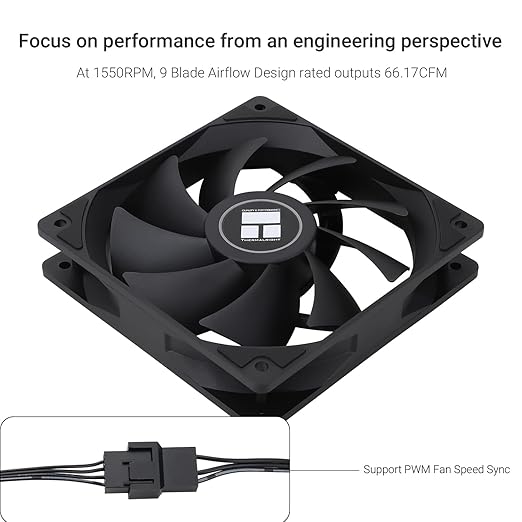 Focus on performance from an engineering perspective
At 1550RPM, 9 Blade Airflow Design rated outputs 66.17CFM
THERMALRIGHT
Support PWM Fan Speed Sync